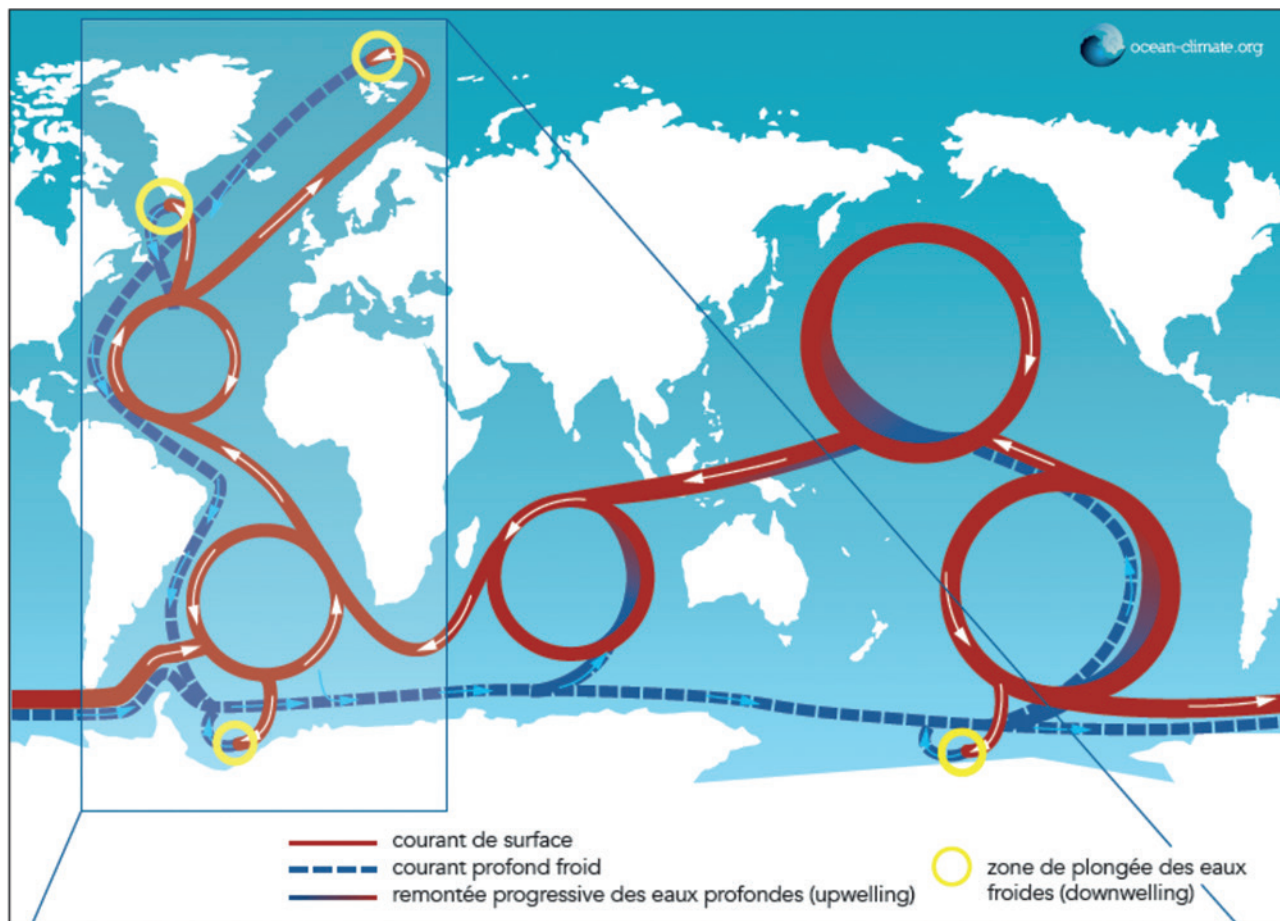 ocean-climate.org
courant de surface
courant profond froid
remontée progressive des eaux profondes (upwelling)
zone de plongée des eaux
froides (downwelling)